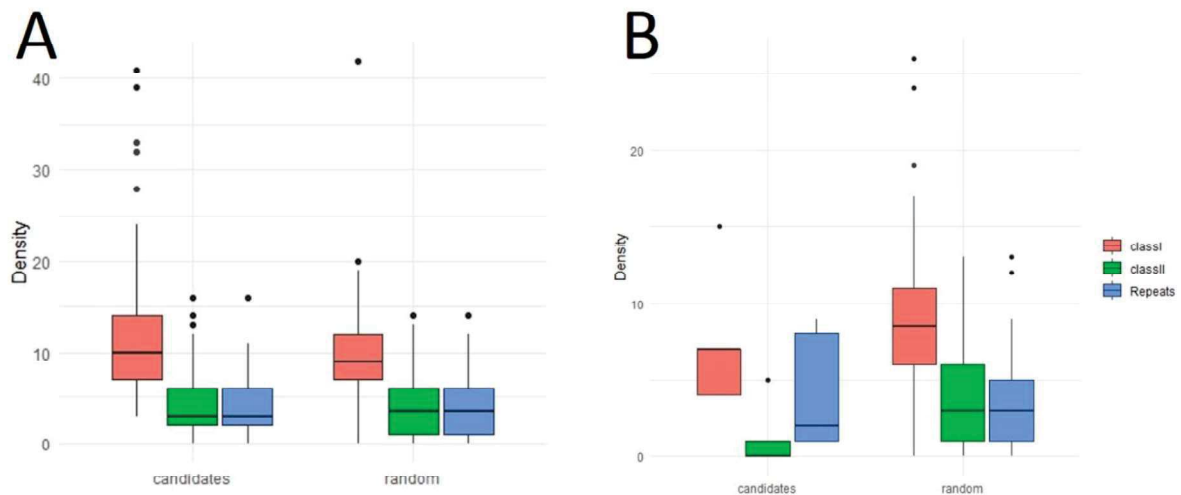 A
B
Density
40
30
20
10
0
candidates
random
Density
20
10
0
candidates
random
classI
classII
Repeats